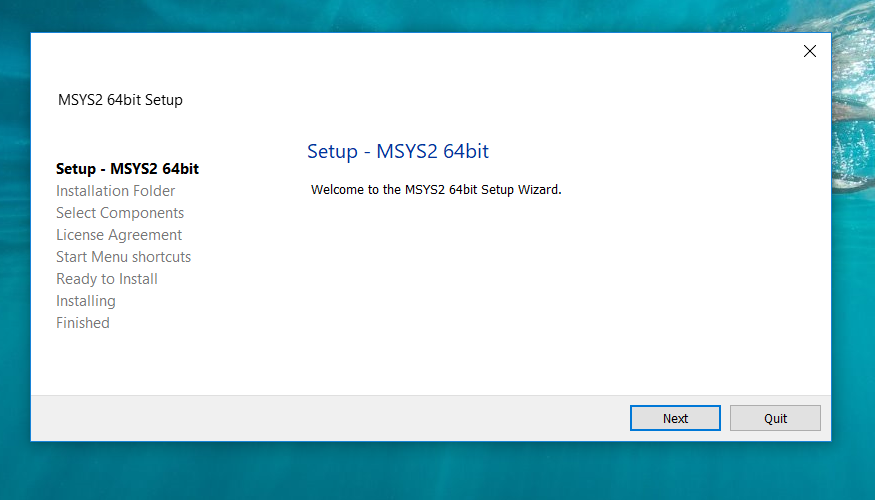 MSYS2 64bit Setup
Setup - MSYS2 64bit
Installation Folder
Select Components
License Agreement
Start Menu shortcuts
Ready to Install
Installing
Finished
Setup - MSYS2 64bit
Welcome to the MSYS2 64bit Setup Wizard.
Next Quit